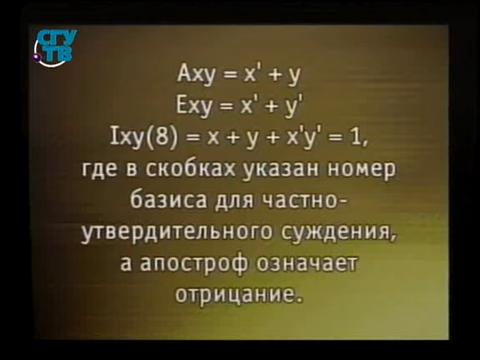 СГУ
ТВ
Axy = x' + y
Exy = x' + y'
Ixy(8) = x + y + x'y' = 1,
где в скобках указан номер
базиса для частно-
утвердительного суждения,
а апостроф означает
отрицание.